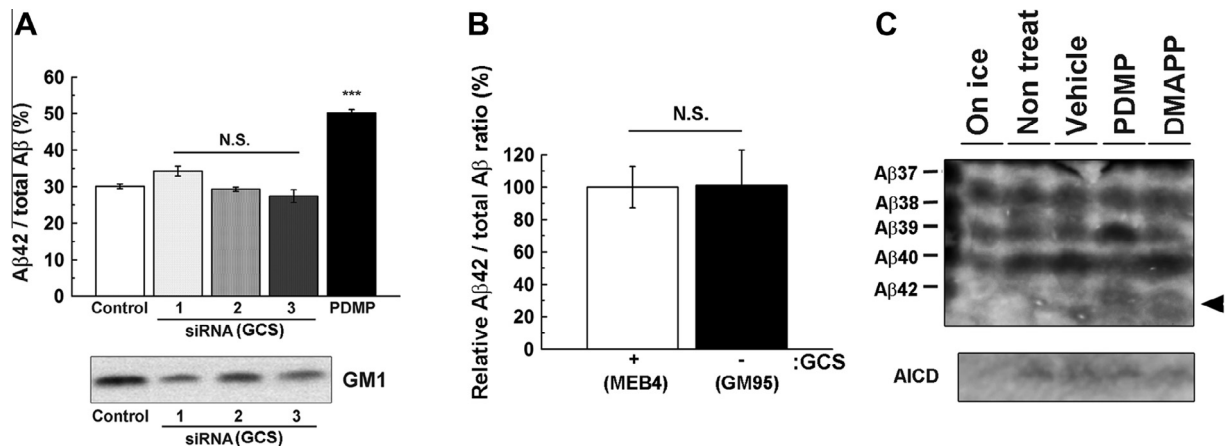 A
Aβ42 / total Aβ (%)
60
50
40
30
20
10
0
***
N.S.
Control
1
2
3
PDMP
siRNA(GCS)
GM1
Control
1
2
3
siRNA(GCS)
B
Relative Aβ42 / total Aβ ratio (%)
120
100
80
60
40
20
0
N.S.
+
-
:GCS
(MEB4)
(GM95)
C
On ice
Non treat
Vehicle
PDMP
DMAPP
Aβ37
Aβ38
Aβ39
Aβ40
Aβ42
AICD